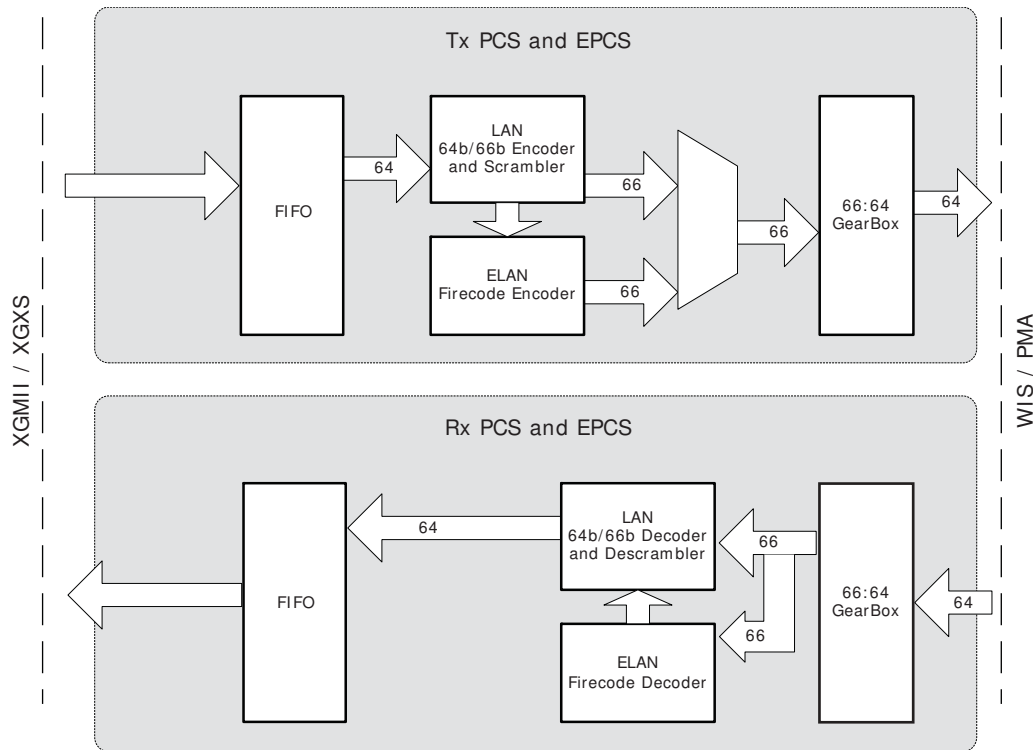 Tx PCS and EPCS
FIFO
64
LAN
64b/66b Encoder
and Scrambler
66
ELAN
Firecode Encoder
66
66
66:64
GearBox
64
XGMII / XGXS
WIS / PMA
Rx PCS and EPCS
FIFO
64
LAN
64b/66b Decoder
and Descrambler
66
ELAN
Firecode Decoder
66
66:64
GearBox
64